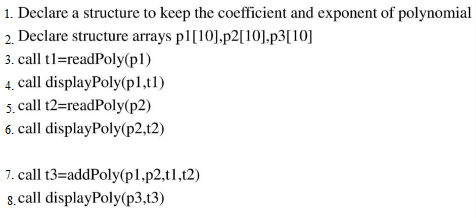 1. Declare a structure to keep the coefficient and exponent of polynomial
2. Declare structure arrays p1[10],p2[10],p3[10]
3. call t1=readPoly(p1)
4. call displayPoly(p1,t1)
5. call t2=readPoly(p2)
6. call displayPoly(p2,t2)
7. call t3=addPoly(p1,p2,t1,t2)
8. call displayPoly(p3,t3)